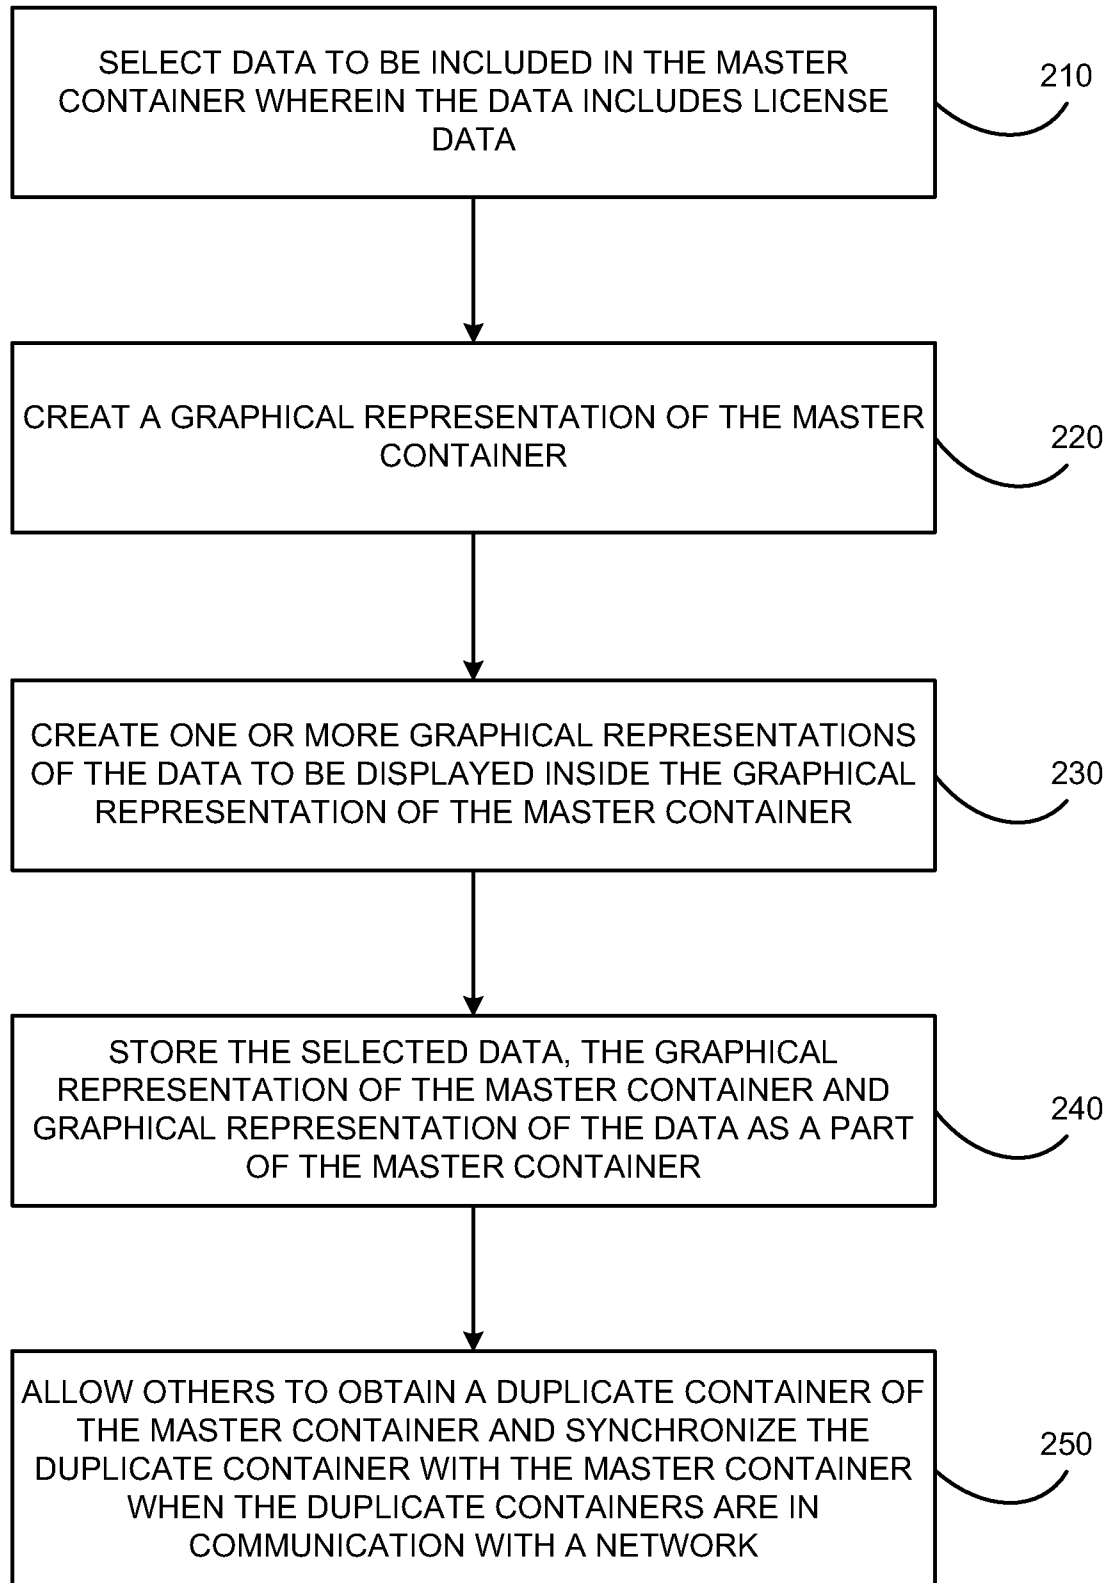 SELECT DATA TO BE INCLUDED IN THE MASTER
CONTAINER WHEREIN THE DATA INCLUDES LICENSE
DATA
210
CREAT A GRAPHICAL REPRESENTATION OF THE MASTER
CONTAINER
220
CREATE ONE OR MORE GRAPHICAL REPRESENTATIONS
OF THE DATA TO BE DISPLAYED INSIDE THE GRAPHICAL
REPRESENTATION OF THE MASTER CONTAINER
230
STORE THE SELECTED DATA, THE GRAPHICAL
REPRESENTATION OF THE MASTER CONTAINER AND
GRAPHICAL REPRESENTATION OF THE DATA AS A PART
OF THE MASTER CONTAINER
240
ALLOW OTHERS TO OBTAIN A DUPLICATE CONTAINER OF
THE MASTER CONTAINER AND SYNCHRONIZE THE
DUPLICATE CONTAINER WITH THE MASTER CONTAINER
WHEN THE DUPLICATE CONTAINERS ARE IN
COMMUNICATION WITH A NETWORK
250